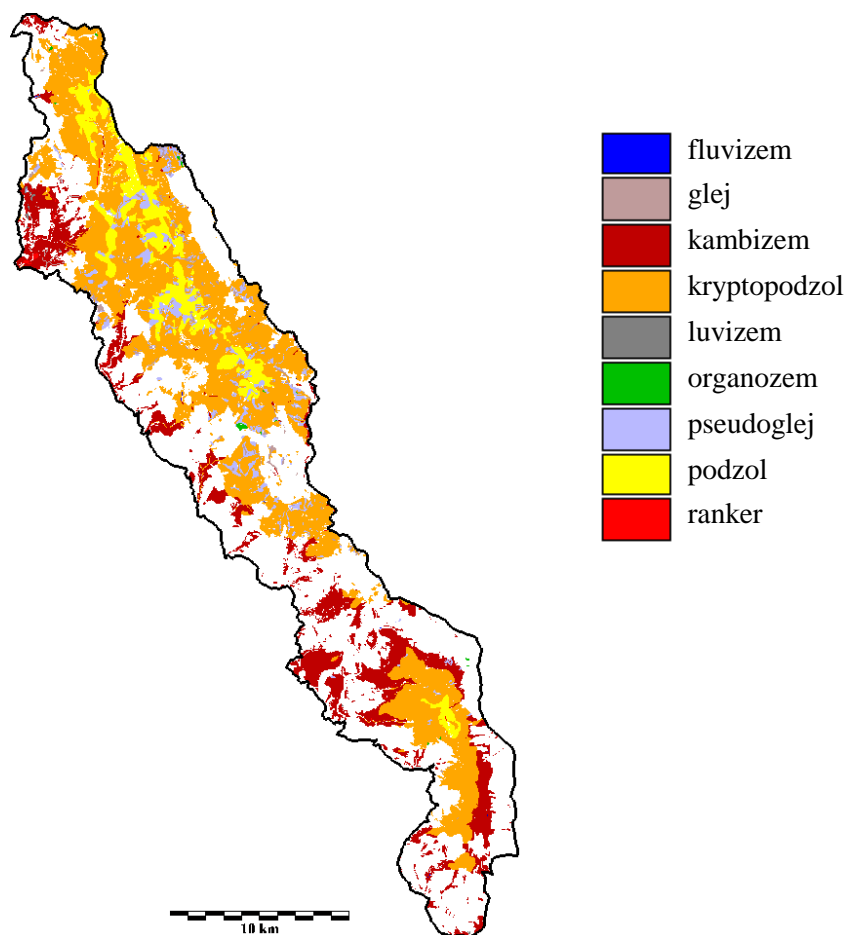 fluvizem
glej
kambizem
kryptopodzol
luvizem
organozem
pseudoglej
podzol
ranker
10 km